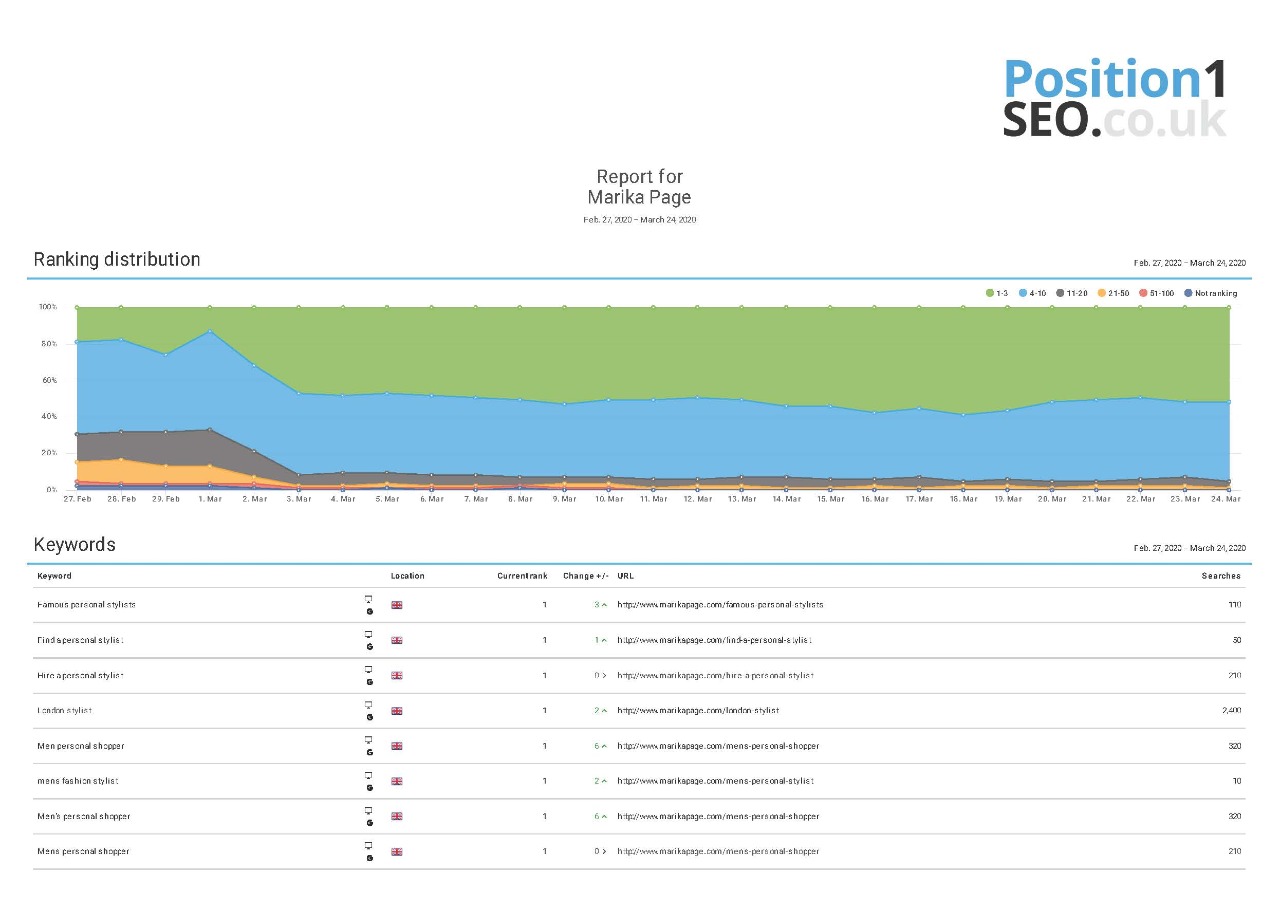 Position1
SEO.co.uk
Report for
Marika Page
Feb. 27, 2020 – March 24, 2020
Ranking distribution
Feb. 27, 2020 – March 24, 2020
1-3 4-10 11-20 21-50 51-100 Not ranking
100%
80%
60%
40%
20%
0%
27. Feb 28. Feb 29. Feb 1. Mar 2. Mar 3. Mar 4. Mar 5. Mar 6. Mar 7. Mar 8. Mar 9. Mar 10. Mar 11. Mar 12. Mar 13. Mar 14. Mar 15. Mar 16. Mar 17. Mar 18. Mar 19. Mar 20. Mar 21. Mar 22. Mar 23. Mar 24. Mar
Keywords
Feb. 27, 2020 – March 24, 2020
Keyword Location Current rank Change +/- URL Searches
Famous personal stylists 1 3 http://www.marikapage.com/famous-personal-stylists 110
Find a personal stylist 1 1 http://www.marikapage.com/find-a-personal-stylist 50
Hire a personal stylist 1 0 http://www.marikapage.com/hire-a-personal-stylist 210
London stylist 1 2 http://www.marikapage.com/london-stylist 2,400
Men personal shopper 1 6 http://www.marikapage.com/mens-personal-shopper 320
mens fashion stylist 1 2 http://www.marikapage.com/mens-personal-stylist 10
Men's personal shopper 1 6 http://www.marikapage.com/mens-personal-shopper 320
Mens personal shopper 1 0 http://www.marikapage.com/mens-personal-shopper 210